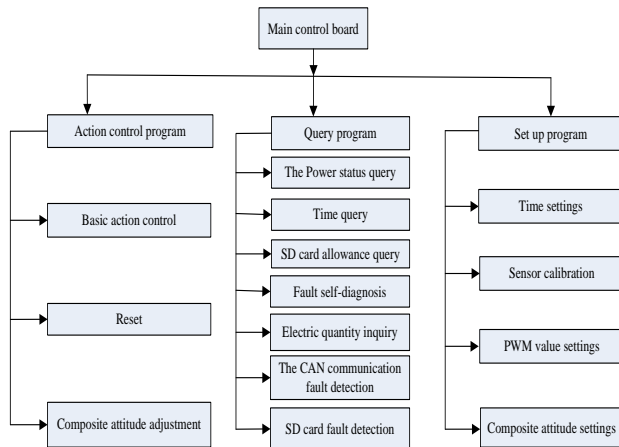 Main control board
Action control program
Basic action control
Reset
Composite attitude adjustment
Query program
The Power status query
Time query
SD card allowance query
Fault self-diagnosis
Electric quantity inquiry
The CAN communication
fault detection
SD card fault detection
Set up program
Time settings
Sensor calibration
PWM value settings
Composite attitude settings